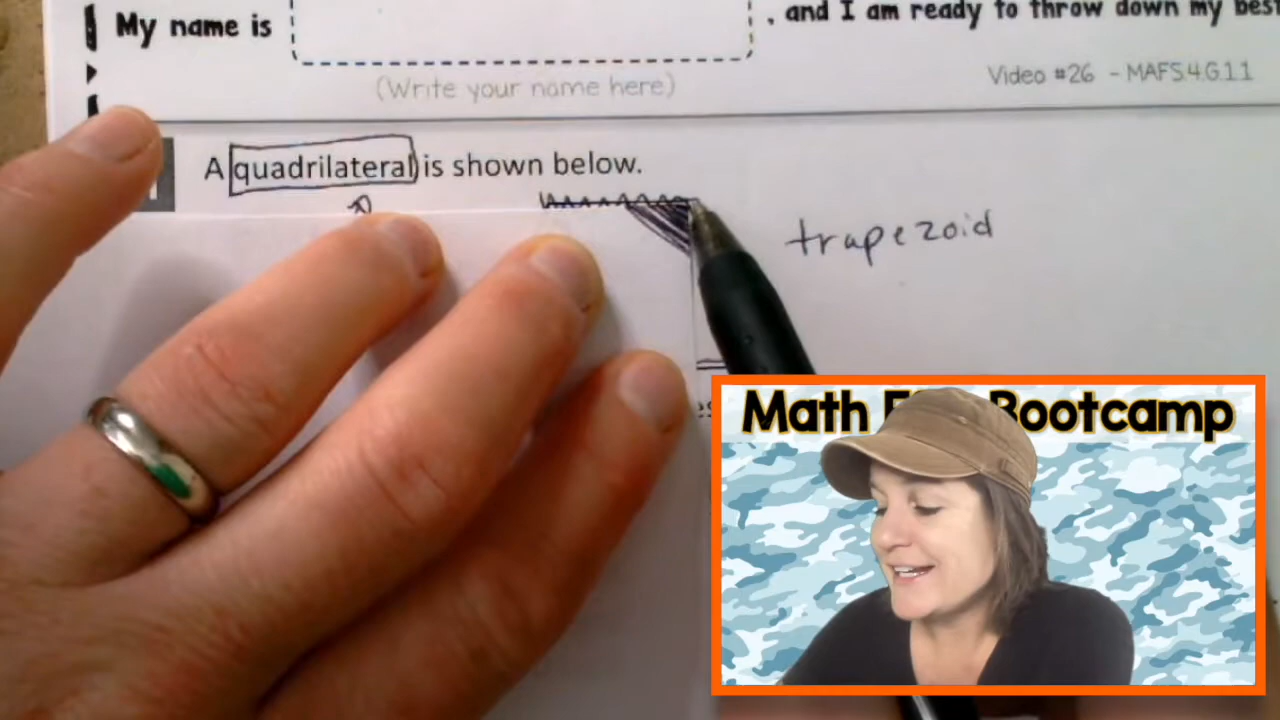 My name is
, and I am ready to throw down my best
(Write your name here)
Video #26 - MAFS.4.G.1.1
A quadrilateral is shown below.
trapezoid
Math Bootcamp